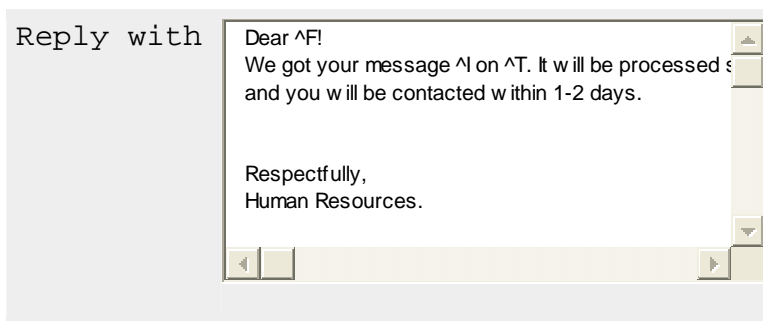 Reply with
Dear ^F!
We got your message ^I on ^T. It will be processed
and you will be contacted within 1-2 days.
Respectfully,
Human Resources.